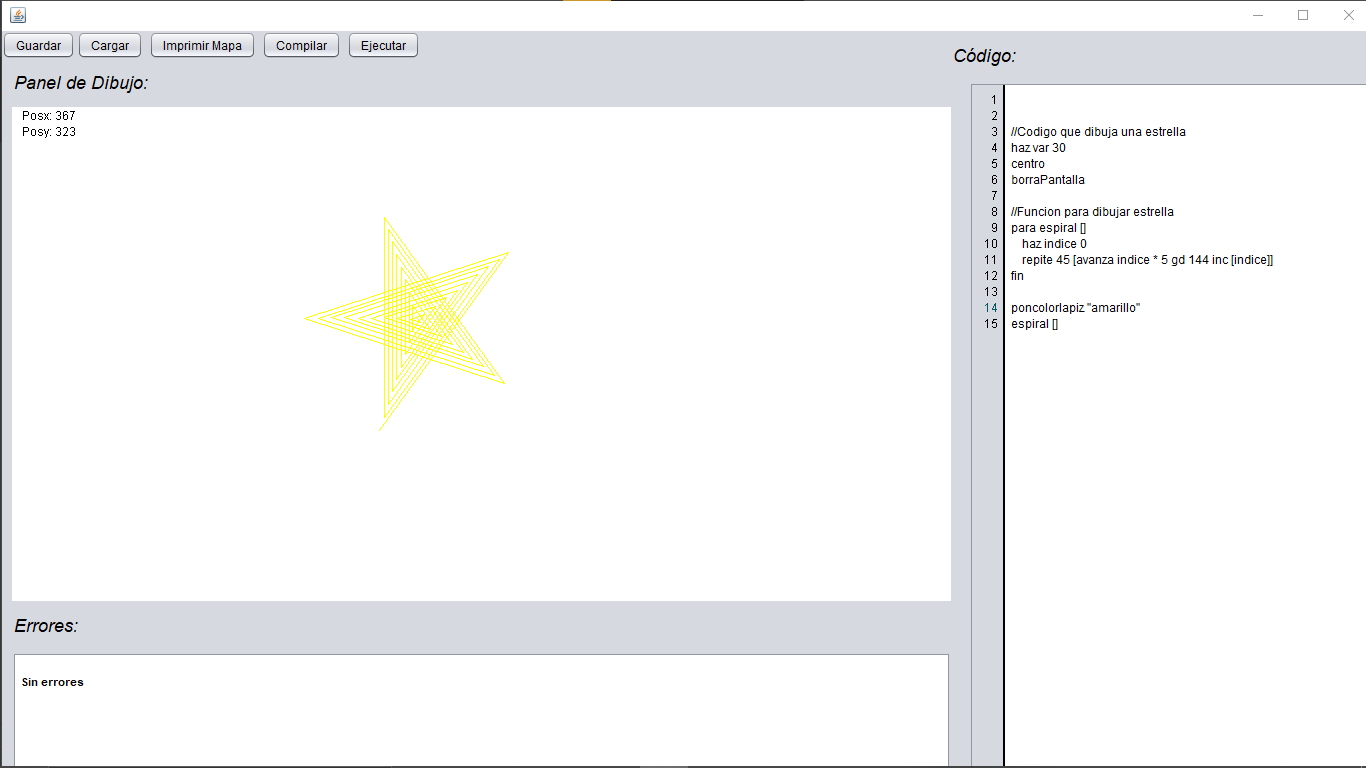 Guardar Cargar Imprimir Mapa Compilar Ejecutar
Código:
Panel de Dibujo:
Posx: 367
Posy: 323
1
2
3 //Codigo que dibuja una estrella
4 haz var 30
5 centro
6 borraPantalla
7
8 //Funcion para dibujar estrella
9 para espiral []
10 haz indice 0
11 repite 45 [avanza indice * 5 gd 144 inc [indice]]
12 fin
13
14 poncolorlapiz "amarillo"
15 espiral []
Errores:
Sin errores